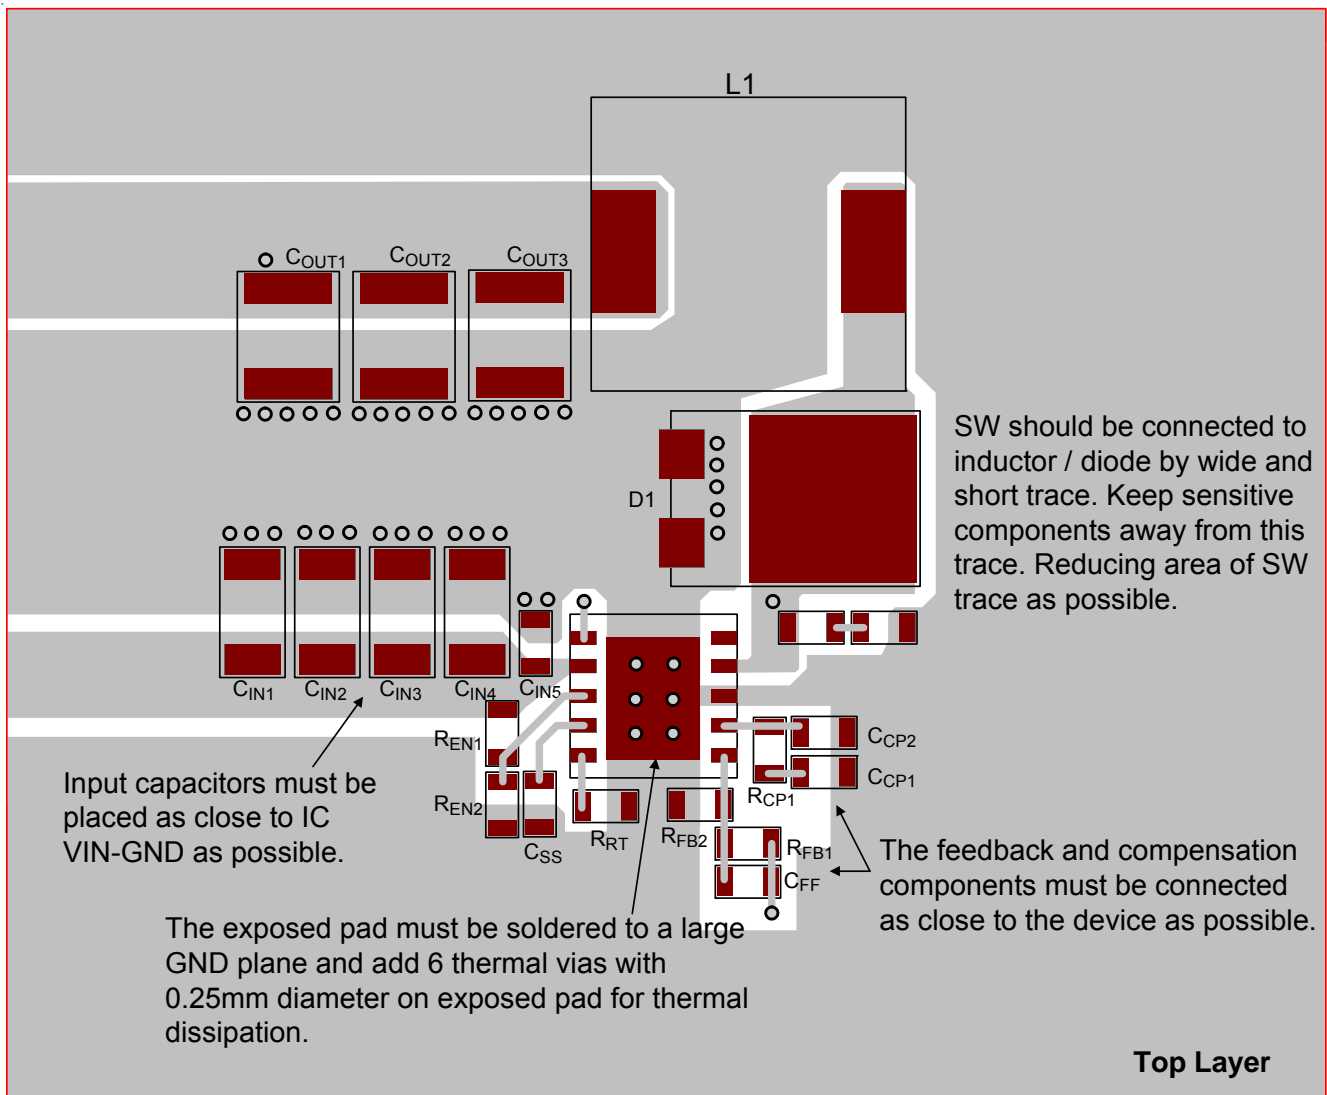 L1
COUT1
COUT2
COUT3
D1
SW should be connected to
inductor / diode by wide and
short trace. Keep sensitive
components away from this
trace. Reducing area of SW
trace as possible.
CIN1
CIN2
CIN3
CIN4
CIN5
REN1
REN2
CSS
RRT
RFB2
RCP1
CCP2
CCP1
RFB1
CFF
Input capacitors must be
placed as close to IC
VIN-GND as possible.
The feedback and compensation
components must be connected
as close to the device as possible.
The exposed pad must be soldered to a large
GND plane and add 6 thermal vias with
0.25mm diameter on exposed pad for thermal
dissipation.
Top Layer